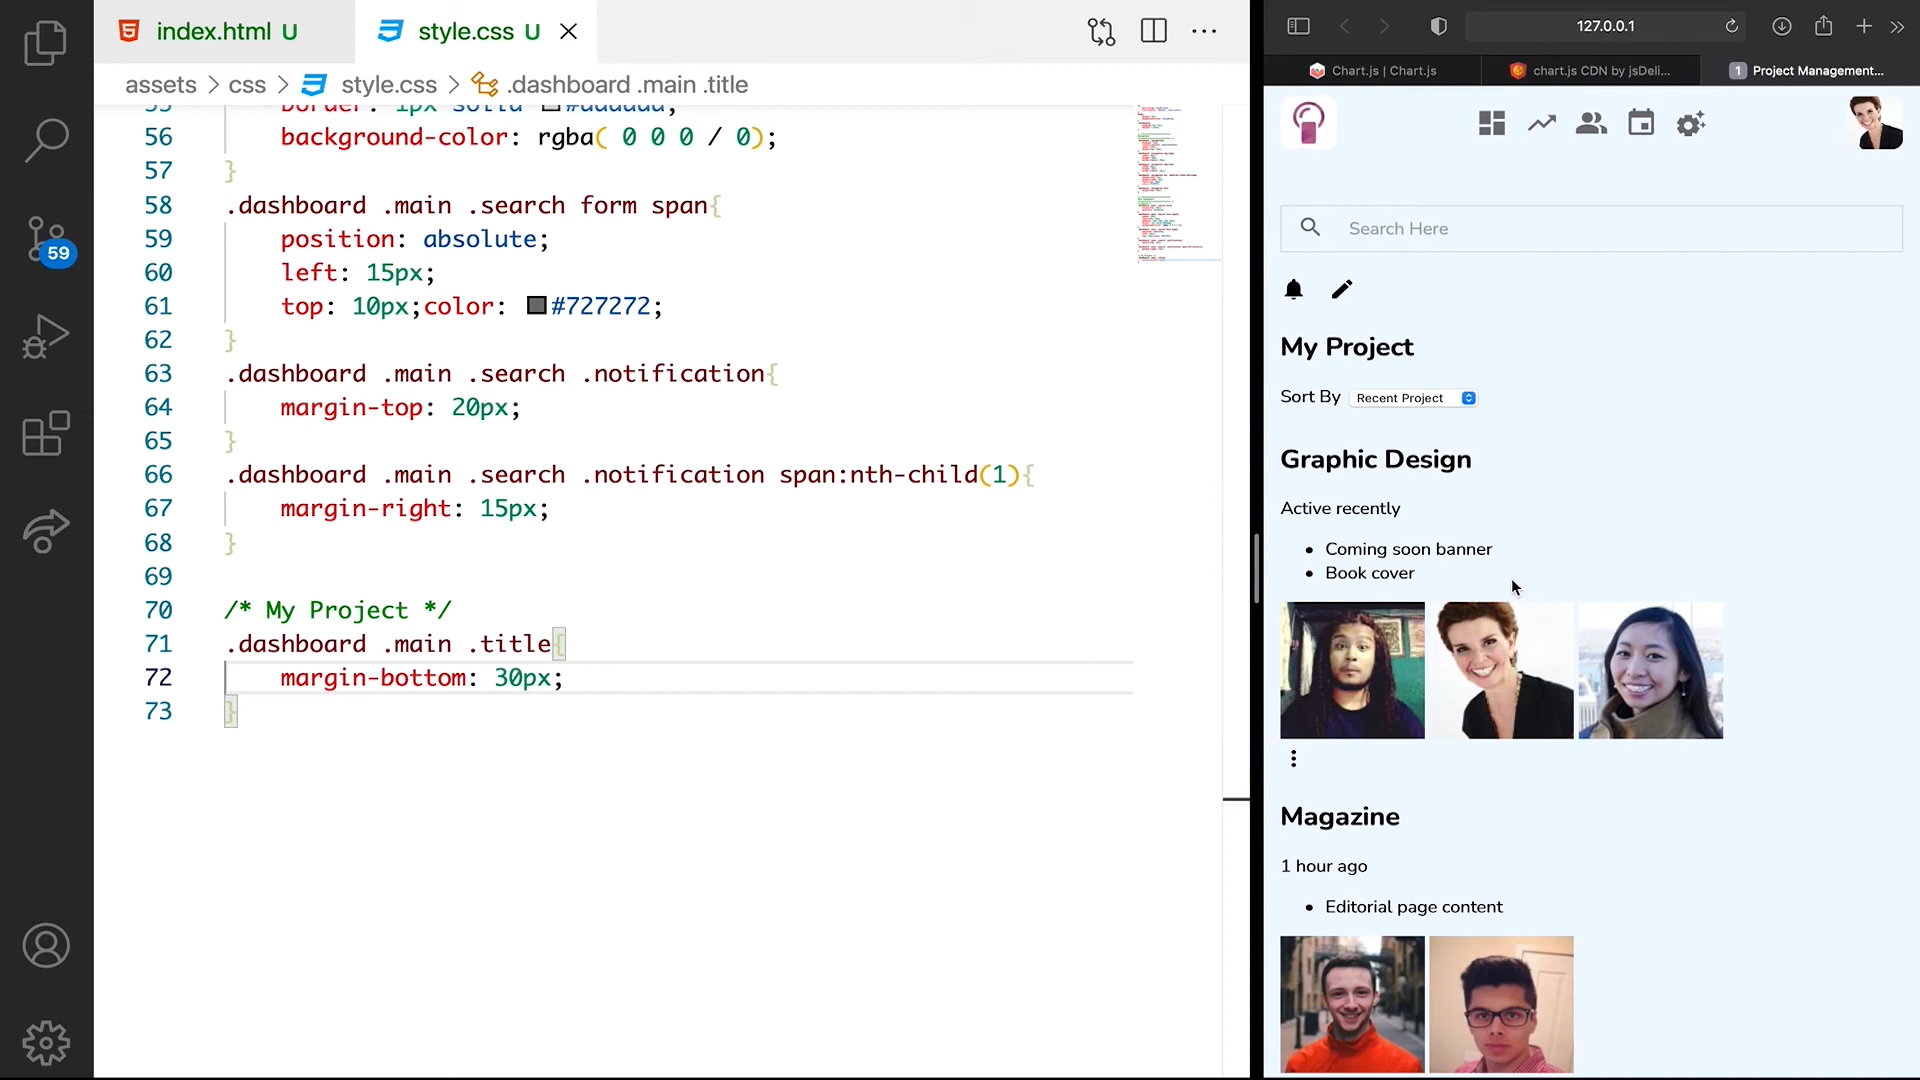 index.html U
style.css U
assets > css > style.css > .dashboard .main .title
55 border: 1px solid #dddddd;
56 background-color: rgba( 0 0 0 / 0);
57 }
58 .dashboard .main .search form span{
59 position: absolute;
60 left: 15px;
61 top: 10px;color: #727272;
62 }
63 .dashboard .main .search .notification{
64 margin-top: 20px;
65 }
66 .dashboard .main .search .notification span:nth-child(1){
67 margin-right: 15px;
68 }
69
70 /* My Project */
71 .dashboard .main .title{
72 margin-bottom: 30px;
73 }
59
127.0.0.1
Chart.js | Chart.js
chart.js CDN by jsDeli...
1 Project Management...
Search Here
My Project
Sort By Recent Project
Graphic Design
Active recently
• Coming soon banner
• Book cover
Magazine
1 hour ago
• Editorial page content